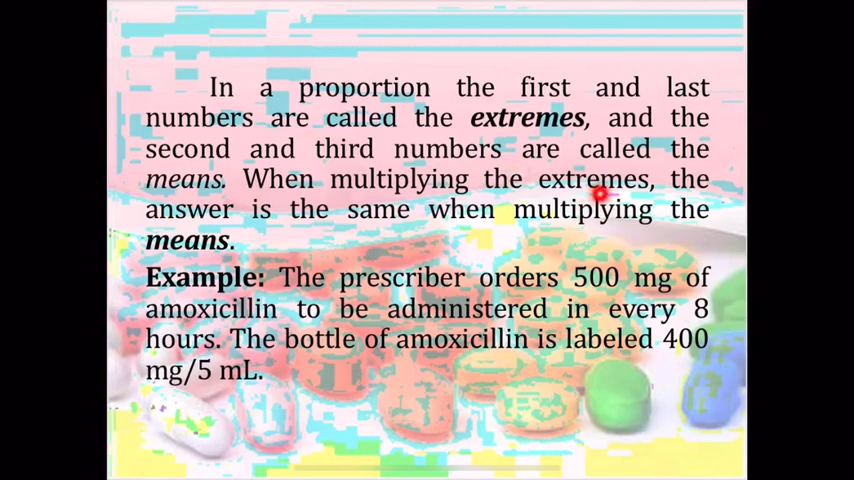 In a proportion the first and last
numbers are called the extremes, and the
second and third numbers are called the
means. When multiplying the extremes, the
answer is the same when multiplying the
means.
Example: The prescriber orders 500 mg of
amoxicillin to be administered in every 8
hours. The bottle of amoxicillin is labeled 400
mg/5 mL.